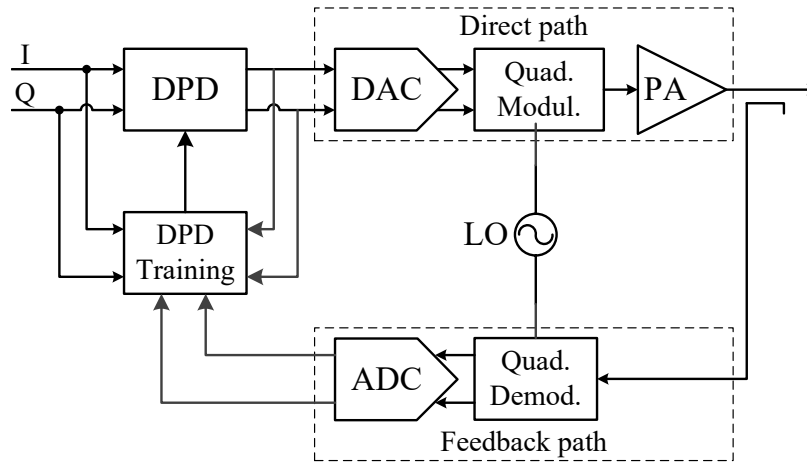 Direct path
I
Q
DPD
DAC
Quad.
Modul.
PA
DPD
Training
LO
ADC
Quad.
Demod.
Feedback path